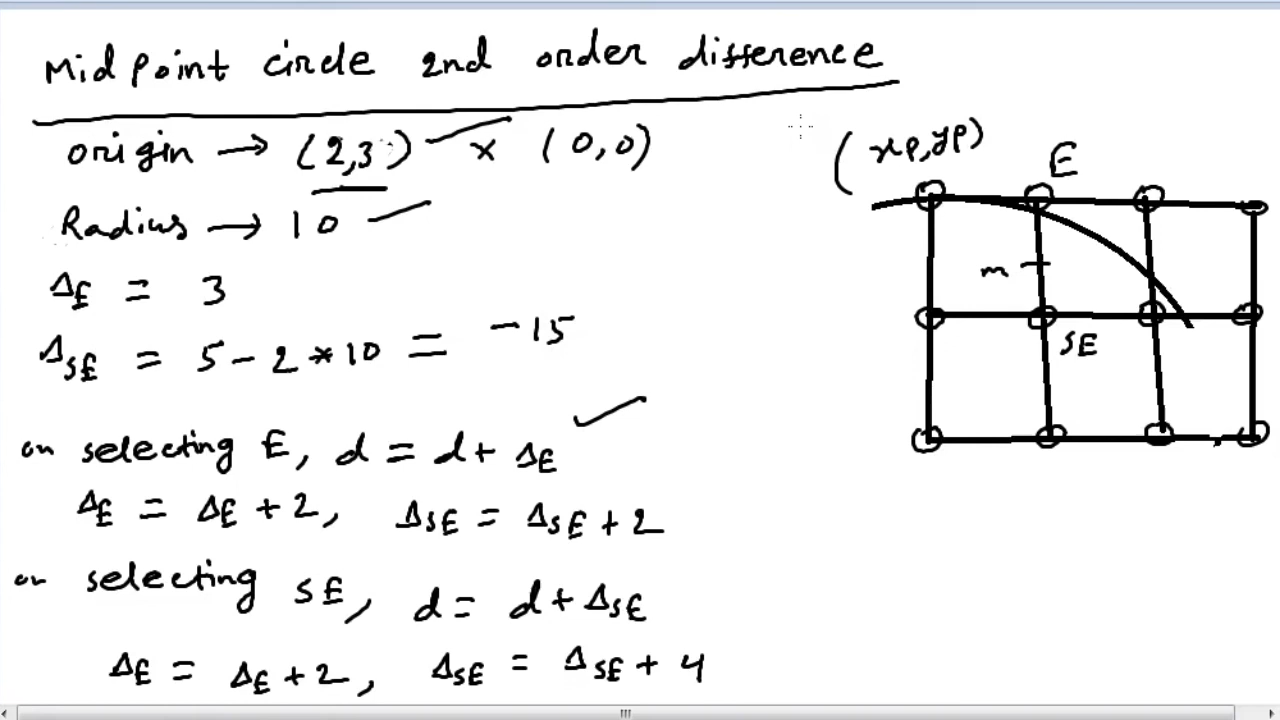 Midpoint circle 2nd order difference
origin → (2,3) × (0,0)
Radius → 10
ΔE = 3
ΔSE = 5 - 2 * 10 = -15
on selecting E, d = d + ΔE
ΔE = ΔE + 2, ΔSE = ΔSE + 2
on selecting SE, d = d + ΔSE
ΔE = ΔE + 2, ΔSE = ΔSE + 4
(xp, yp)
E
m
SE